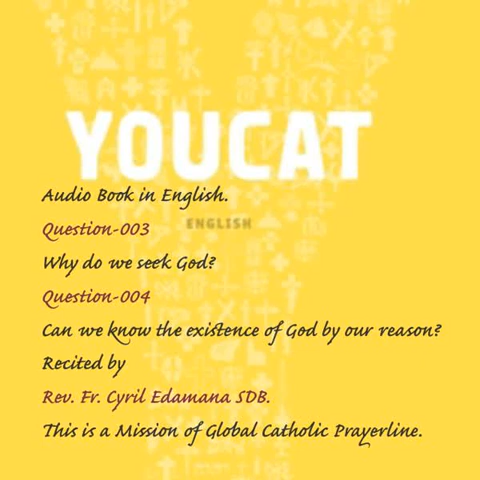 YOUCAT
Audio Book in English.
ENGLISH
Question-003
Why do we seek God?
Question-004
Can we know the existence of God by our reason?
Recited by
Rev. Fr. Cyril Edamana SDB.
This is a Mission of Global Catholic Prayerline.